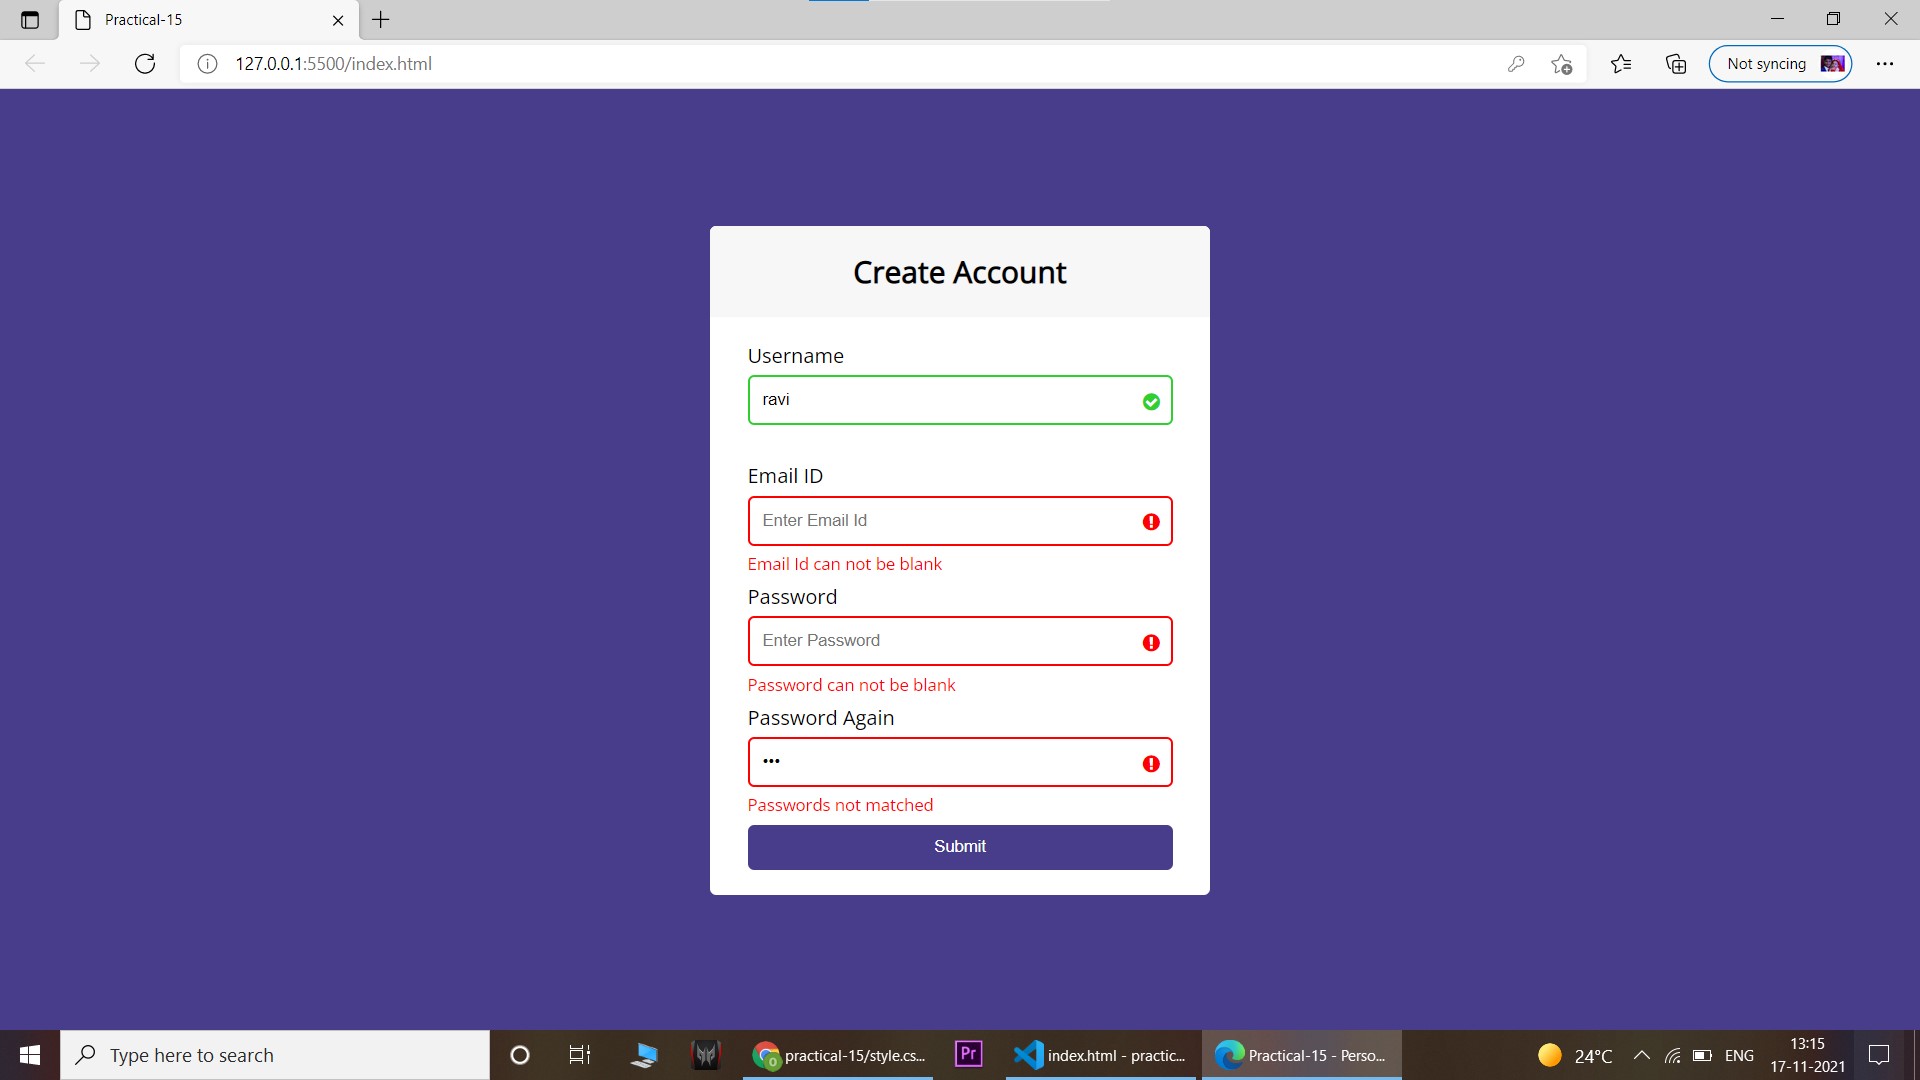 Practical-15
127.0.0.1:5500/index.html
Not syncing
Create Account
Username
ravi
Email ID
Enter Email Id
Email Id can not be blank
Password
Enter Password
Password can not be blank
Password Again
•••
Passwords not matched
Submit
Type here to search
practical-15/style.cs...
Pr
index.html - practic...
Practical-15 - Perso...
24°C
ENG
13:15
17-11-2021